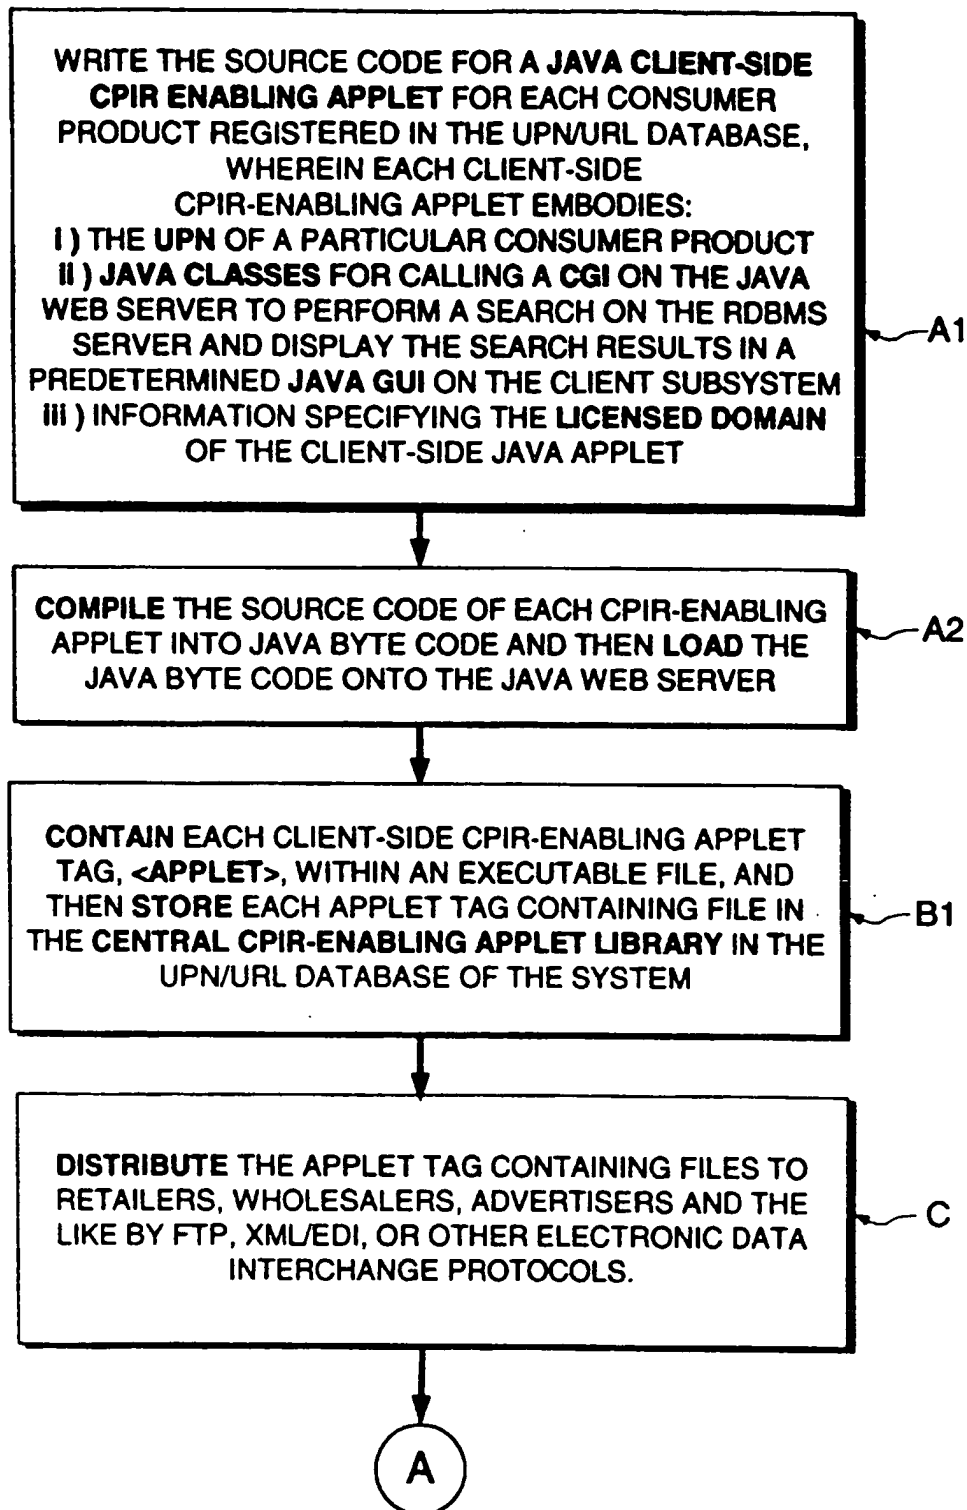 WRITE THE SOURCE CODE FOR A JAVA CLIENT-SIDE
CPIR ENABLING APPLET FOR EACH CONSUMER
PRODUCT REGISTERED IN THE UPN/URL DATABASE,
WHEREIN EACH CLIENT-SIDE
CPIR-ENABLING APPLET EMBODIES:
i ) THE UPN OF A PARTICULAR CONSUMER PRODUCT
ii ) JAVA CLASSES FOR CALLING A CGI ON THE JAVA
WEB SERVER TO PERFORM A SEARCH ON THE RDBMS
SERVER AND DISPLAY THE SEARCH RESULTS IN A
PREDETERMINED JAVA GUI ON THE CLIENT SUBSYSTEM
iii ) INFORMATION SPECIFYING THE LICENSED DOMAIN
OF THE CLIENT-SIDE JAVA APPLET
A1
COMPILE THE SOURCE CODE OF EACH CPIR-ENABLING
APPLET INTO JAVA BYTE CODE AND THEN LOAD THE
JAVA BYTE CODE ONTO THE JAVA WEB SERVER
A2
CONTAIN EACH CLIENT-SIDE CPIR-ENABLING APPLET
TAG, <APPLET>, WITHIN AN EXECUTABLE FILE, AND
THEN STORE EACH APPLET TAG CONTAINING FILE IN
THE CENTRAL CPIR-ENABLING APPLET LIBRARY IN THE
UPN/URL DATABASE OF THE SYSTEM
B1
DISTRIBUTE THE APPLET TAG CONTAINING FILES TO
RETAILERS, WHOLESALERS, ADVERTISERS AND THE
LIKE BY FTP, XML/EDI, OR OTHER ELECTRONIC DATA
INTERCHANGE PROTOCOLS.
C
A